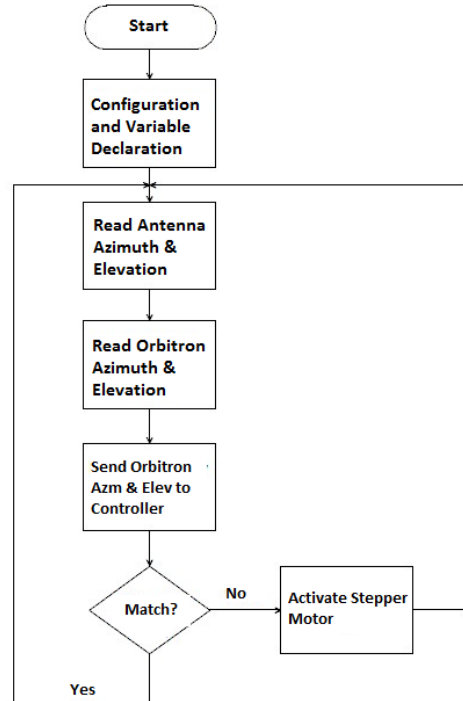 Start
Configuration
and Variable
Declaration
Read Antenna
Azimuth &
Elevation
Read Orbitron
Azimuth &
Elevation
Send Orbitron
Azm & Elev to
Controller
Match?
No
Activate Stepper
Motor
Yes